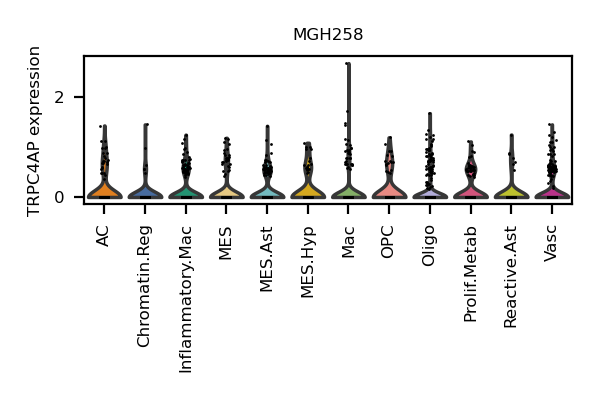 MGH258
TRPC4AP expression
2
0
AC
Chromatin.Reg
Inflammatory.Mac
MES
MES.Ast
MES.Hyp
Mac
OPC
Oligo
Prolif.Metab
Reactive.Ast
Vasc